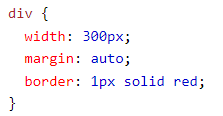 div {
  width: 300px;
  margin: auto;
  border: 1px solid red;
}